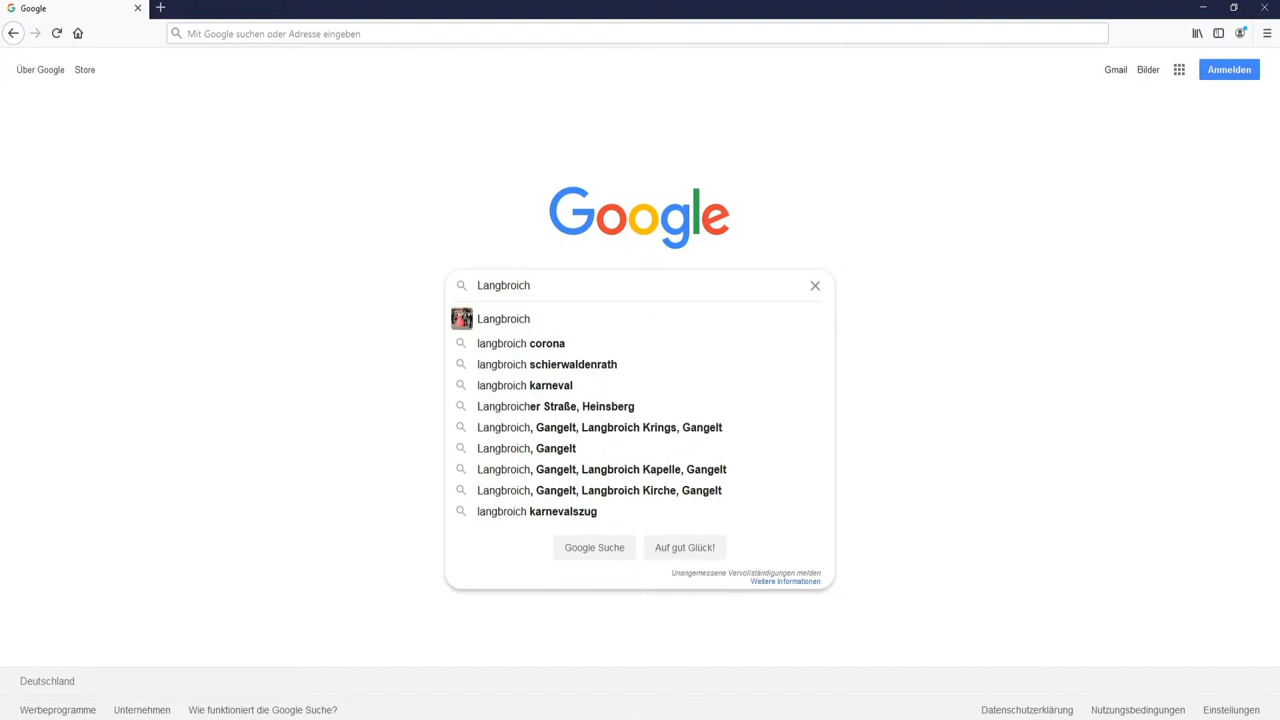 Google
Mit Google suchen oder Adresse eingeben
Über Google Store
Gmail Bilder Anmelden
Google
Langbroich
Langbroich
langbroich corona
langbroich schierwaldenrath
langbroich karneval
Langbroicher Straße, Heinsberg
Langbroich, Gangelt, Langbroich Krings, Gangelt
Langbroich, Gangelt
Langbroich, Gangelt, Langbroich Kapelle, Gangelt
Langbroich, Gangelt, Langbroich Kirche, Gangelt
langbroich karnevalszug
Google Suche Auf gut Glück!
Unangemessene Vervollständigungen melden
Weitere Informationen
Deutschland
Werbeprogramme Unternehmen Wie funktioniert die Google Suche? Datenschutzerklärung Nutzungsbedingungen Einstellungen